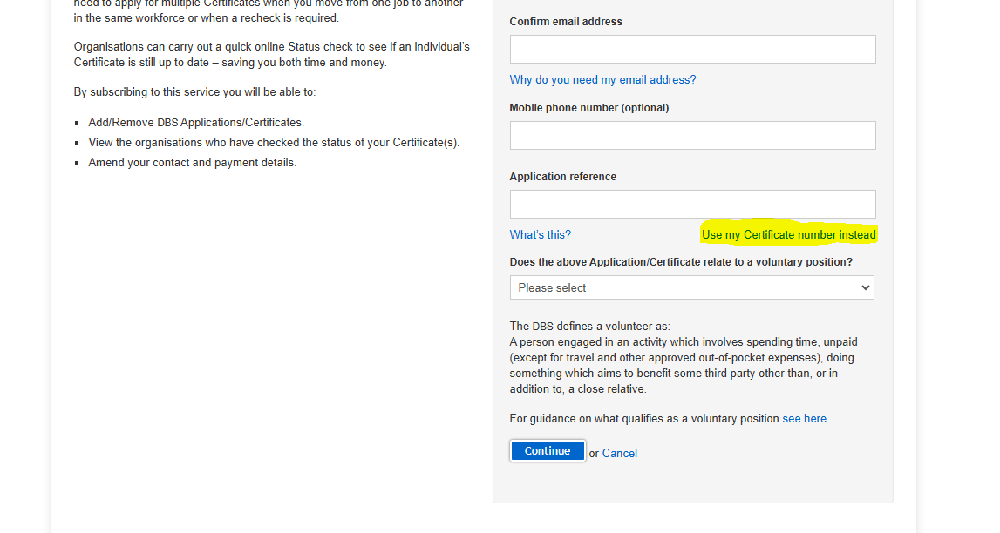 need to apply for multiple Certificates when you move from one job to another
in the same workforce or when a recheck is required.
Organisations can carry out a quick online Status check to see if an individual's
Certificate is still up to date – saving you both time and money.
By subscribing to this service you will be able to:
Add/Remove DBS Applications/Certificates.
View the organisations who have checked the status of your Certificate(s).
Amend your contact and payment details.
Confirm email address
Why do you need my email address?
Mobile phone number (optional)
Application reference
What's this?
Use my Certificate number instead
Does the above Application/Certificate relate to a voluntary position?
Please select
The DBS defines a volunteer as:
A person engaged in an activity which involves spending time, unpaid
(except for travel and other approved out-of-pocket expenses), doing
something which aims to benefit some third party other than, or in
addition to, a close relative.
For guidance on what qualifies as a voluntary position see here.
Continue or Cancel